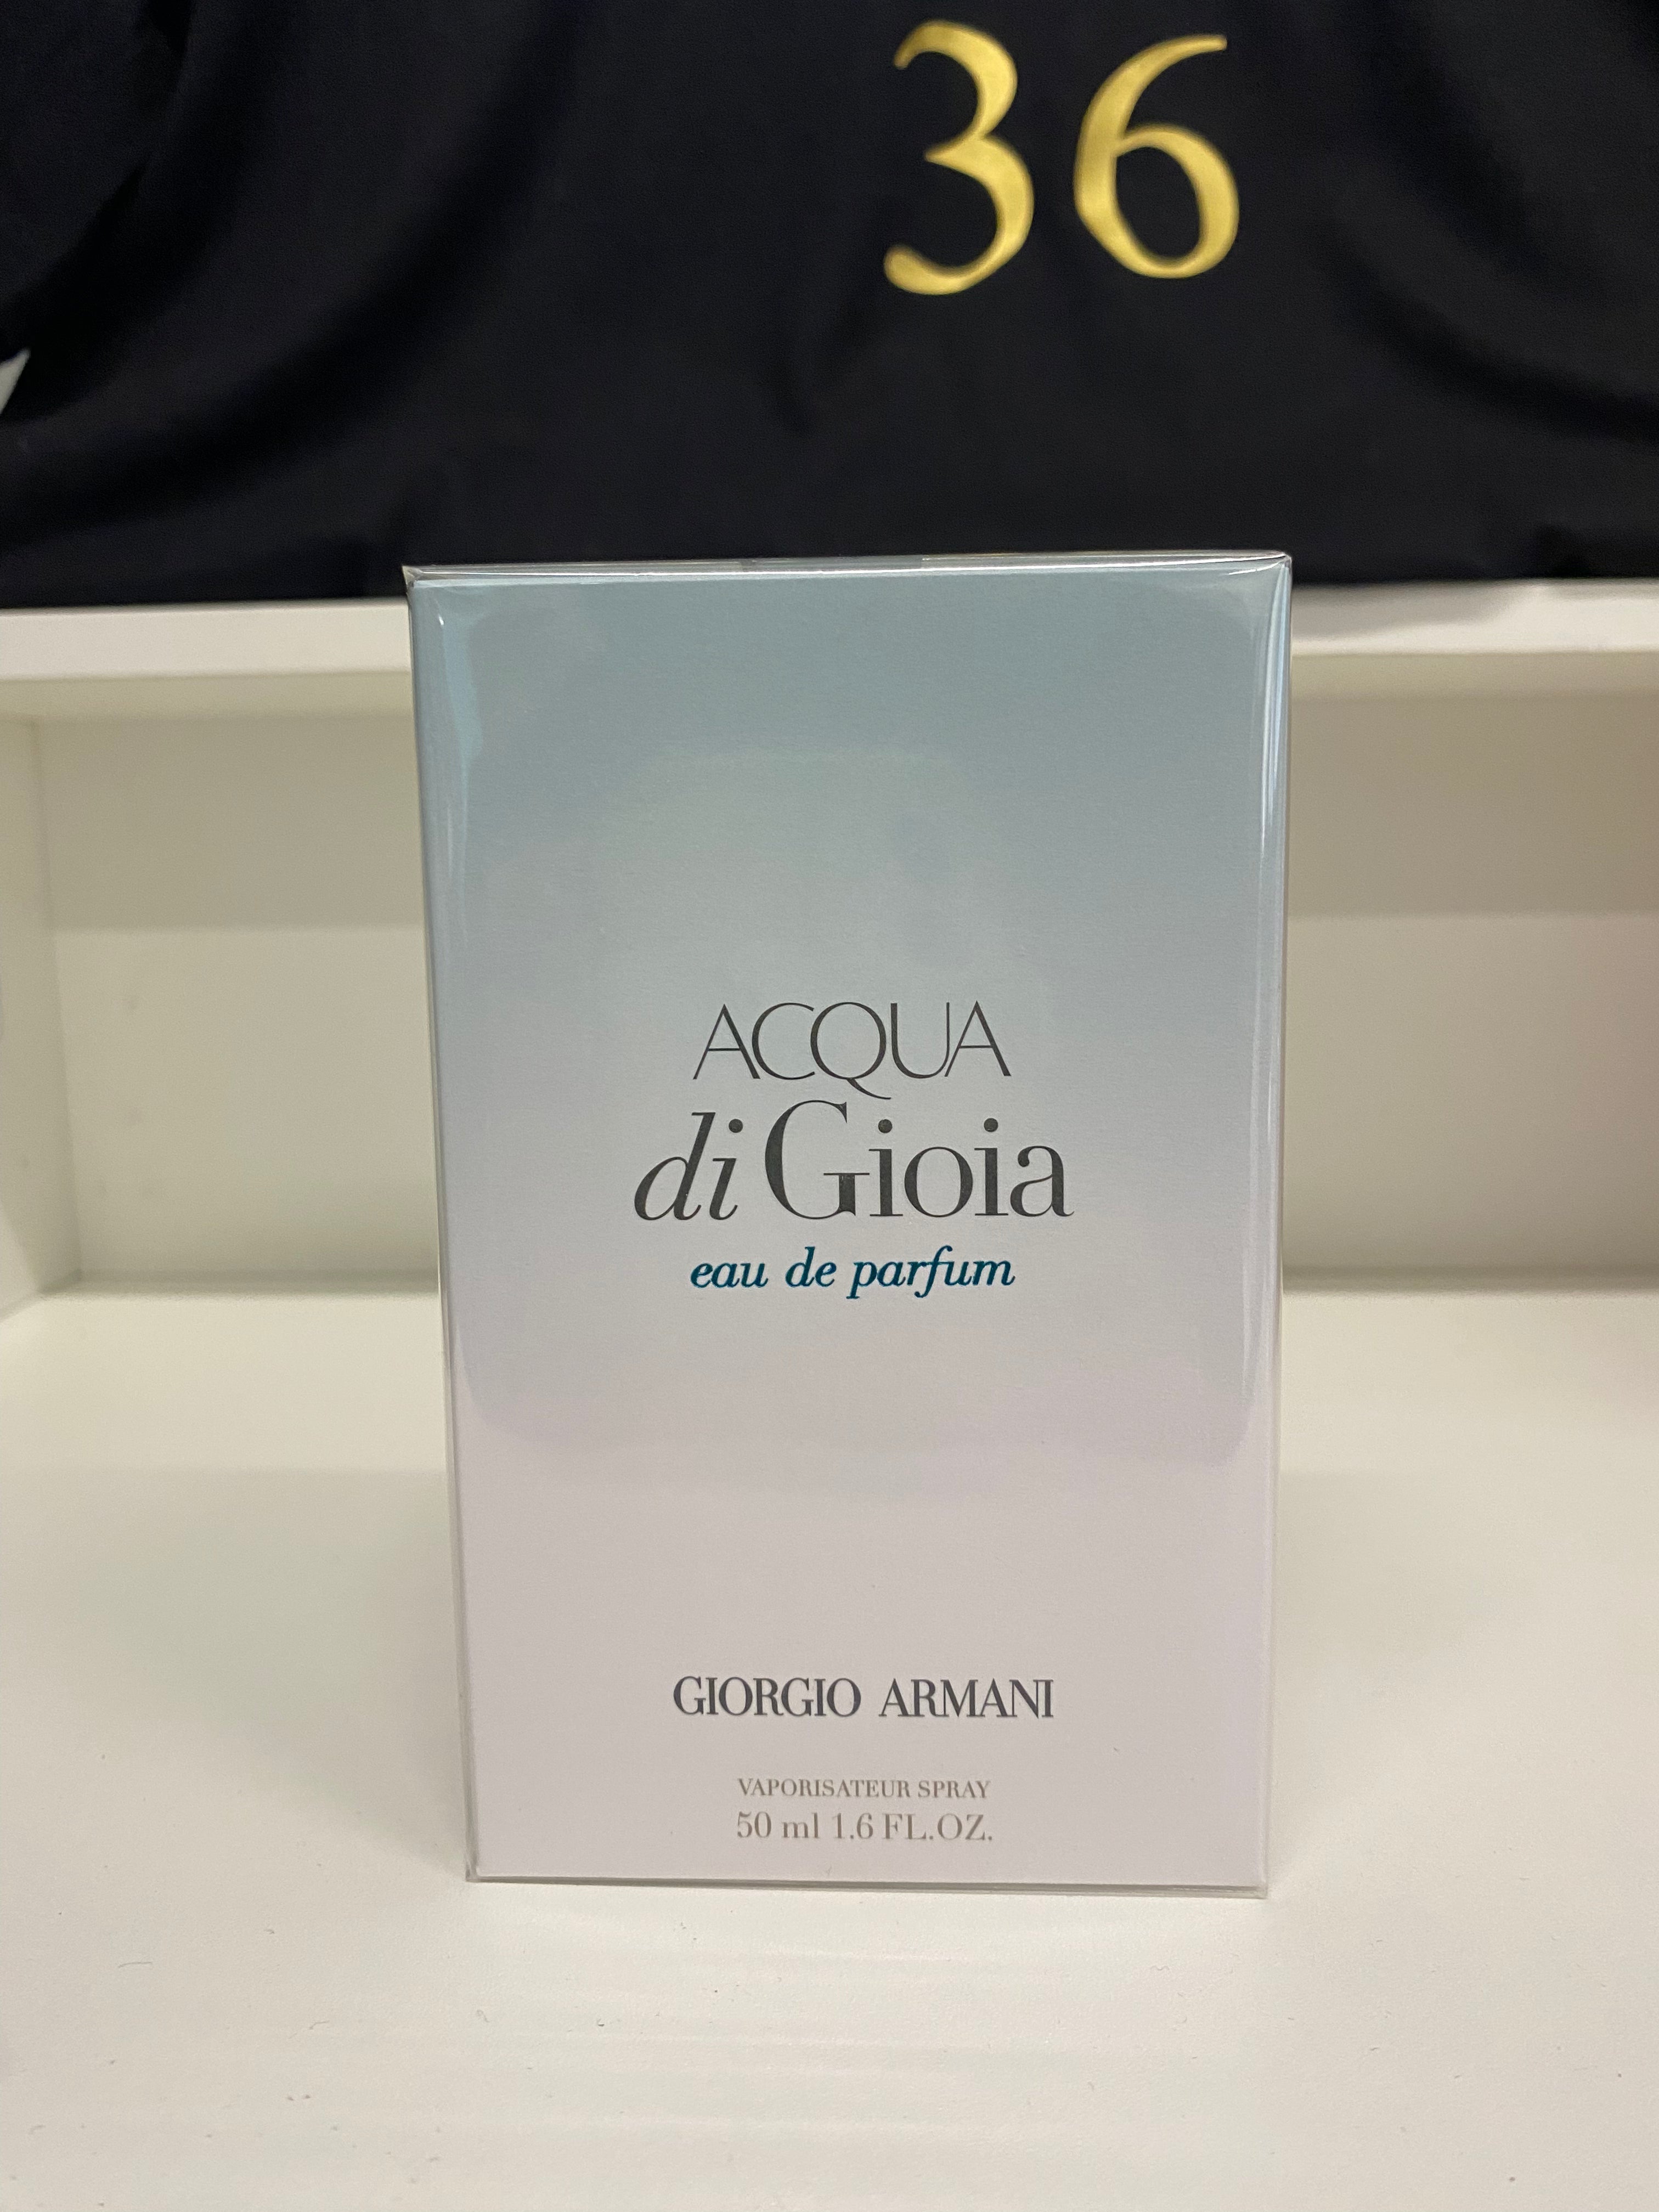 36
ACQUA
di Gioia
eau de parfum
GIORGIO ARMANI
VAPORISATEUR SPRAY
50 ml 1.6 FL.OZ.